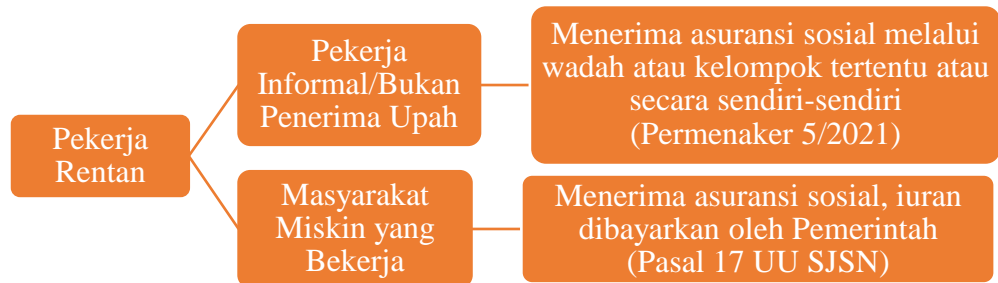 Pekerja
Rentan
Pekerja
Informal/Bukan
Penerima Upah
Menerima asuransi sosial melalui
wadah atau kelompok tertentu atau
secara sendiri-sendiri
(Permenaker 5/2021)
Masyarakat
Miskin yang
Bekerja
Menerima asuransi sosial, iuran
dibayarkan oleh Pemerintah
(Pasal 17 UU SJSN)